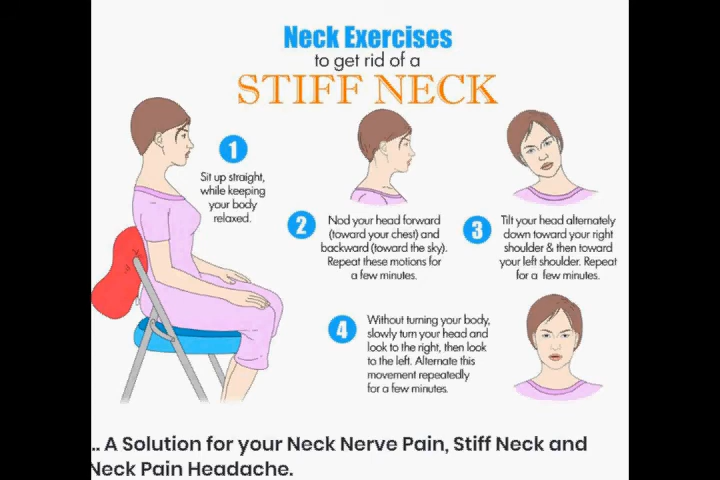 Neck Exercises
to get rid of a
STIFF NECK
1
Sit up straight,
while keeping
your body
relaxed.
2
Nod your head forward
(toward your chest) and
backward (toward the sky).
Repeat these motions for
a few minutes.
3
Tilt your head alternately
down toward your right
shoulder & then toward
your left shoulder. Repeat
for a few minutes.
4
Without turning your body,
slowly turn your head and
look to the right, then look
to the left. Alternate this
movement repeatedly
for a few minutes.
.. A Solution for your Neck Nerve Pain, Stiff Neck and
Neck Pain Headache.